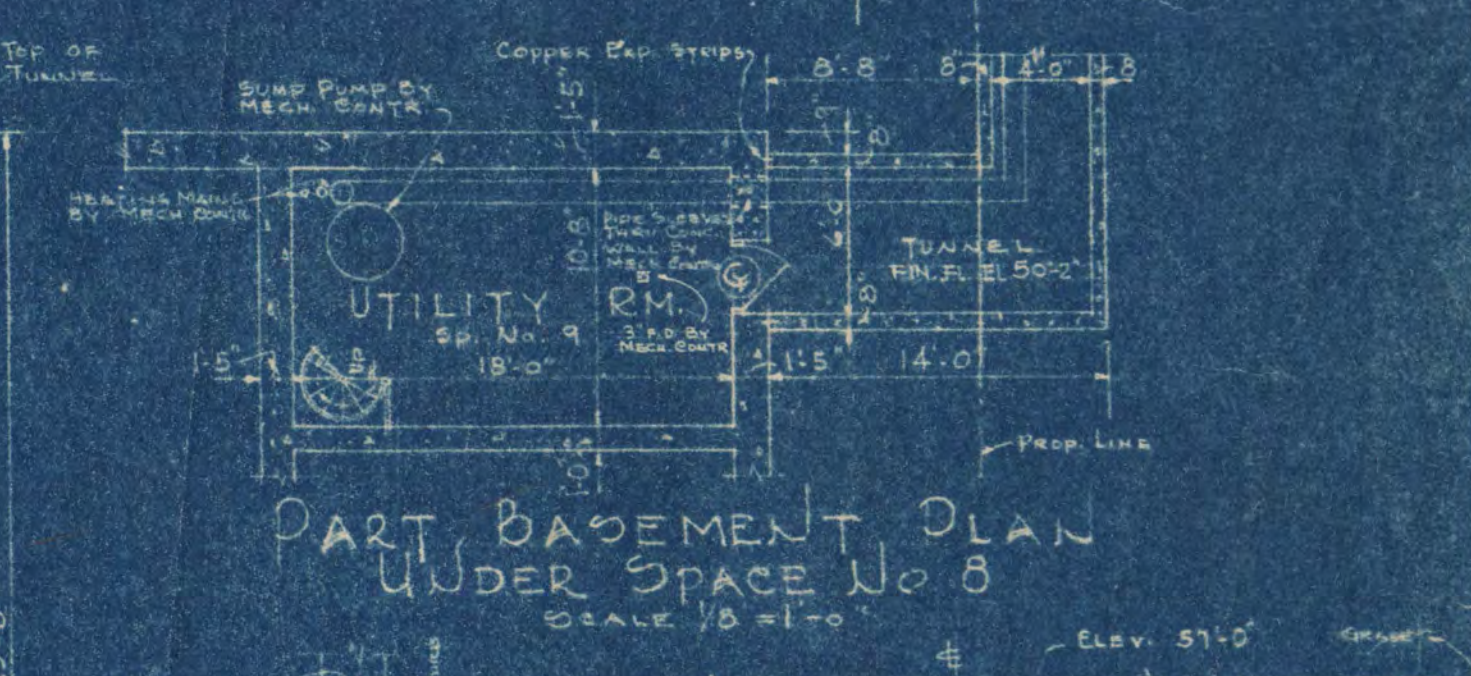 TOP OF
TUNNEL
COPPER EXP STRIPS
SUMP PUMP BY
MECH. CONTR.
8'-8"
8"
4'-0"
8
1'-5"
HEATING MAINS
BY MECH CONTR
PIPE SLEEVES
THRU CONC.
WALL BY
MECH CONTR
TUNNEL
FIN. FL. EL 50'-2"
UTILITY RM.
SP. No. 9
3" F.D. BY
MECH. CONTR
1'-5"
18'-0"
1'-5"
14'-0
PROP. LINE
PART BASEMENT PLAN
UNDER SPACE No 8
SCALE 1/8"=1'-0"
ELEV. 57'-0"